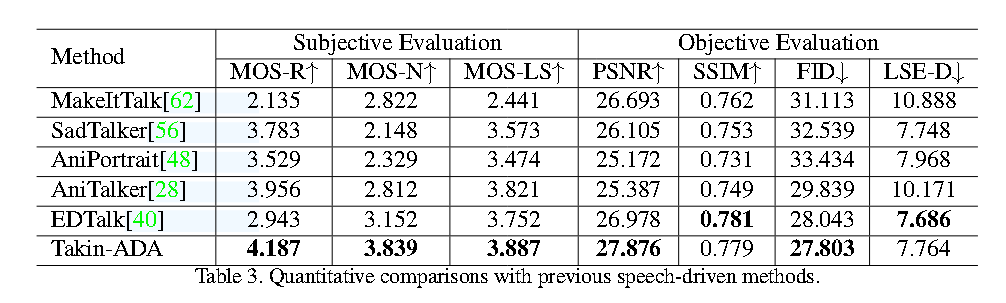 Method Subjective Evaluation Objective Evaluation
MOS-R↑ MOS-N↑ MOS-LS↑ PSNR↑ SSIM↑ FID↓ LSE-D↓
MakeItTalk[62] 2.135 2.822 2.441 26.693 0.762 31.113 10.888
SadTalker[56] 3.783 2.148 3.573 26.105 0.753 32.539 7.748
AniPortrait[48] 3.529 2.329 3.474 25.172 0.731 33.434 7.968
AniTalker[28] 3.956 2.812 3.821 25.387 0.749 29.839 10.171
EDTalk[40] 2.943 3.152 3.752 26.978 0.781 28.043 7.686
Takin-ADA 4.187 3.839 3.887 27.876 0.779 27.803 7.764
Table 3. Quantitative comparisons with previous speech-driven methods.